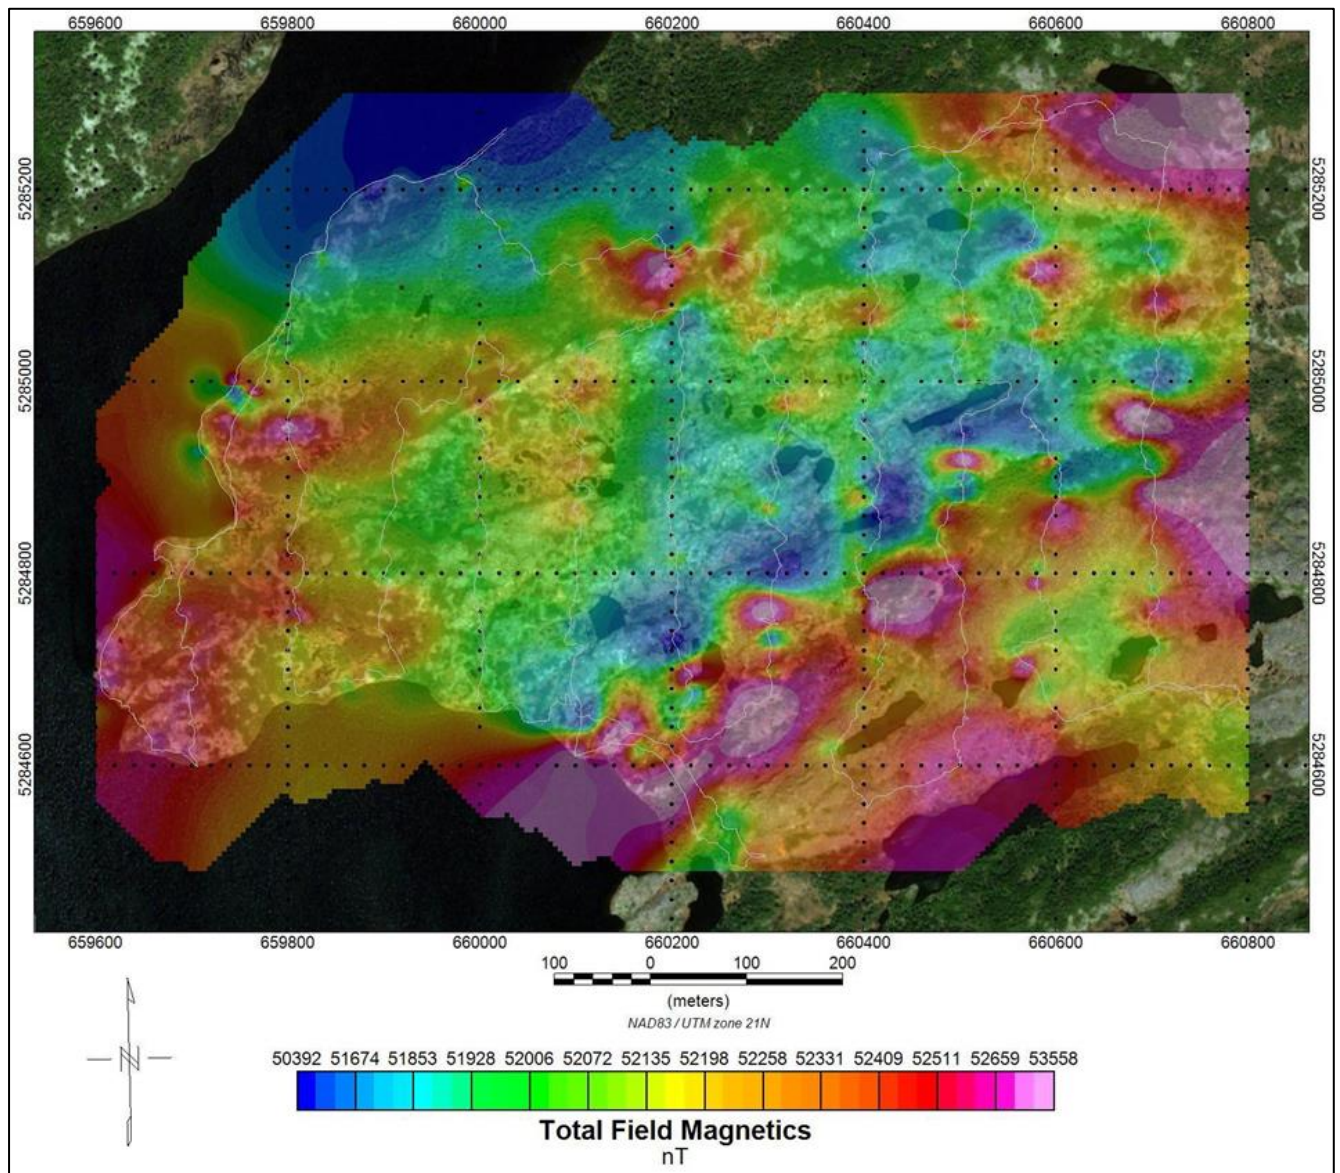 659600 659800 660000 660200 660400 660600 660800
5285200 5285200
5285000 5285000
5284800 5284800
5284600 5284600
659600 659800 660000 660200 660400 660600 660800
100 0 100 200
(meters)
NAD83 / UTM zone 21N
N
50392 51674 51853 51928 52006 52072 52135 52198 52258 52331 52409 52511 52659 53558
Total Field Magnetics
nT